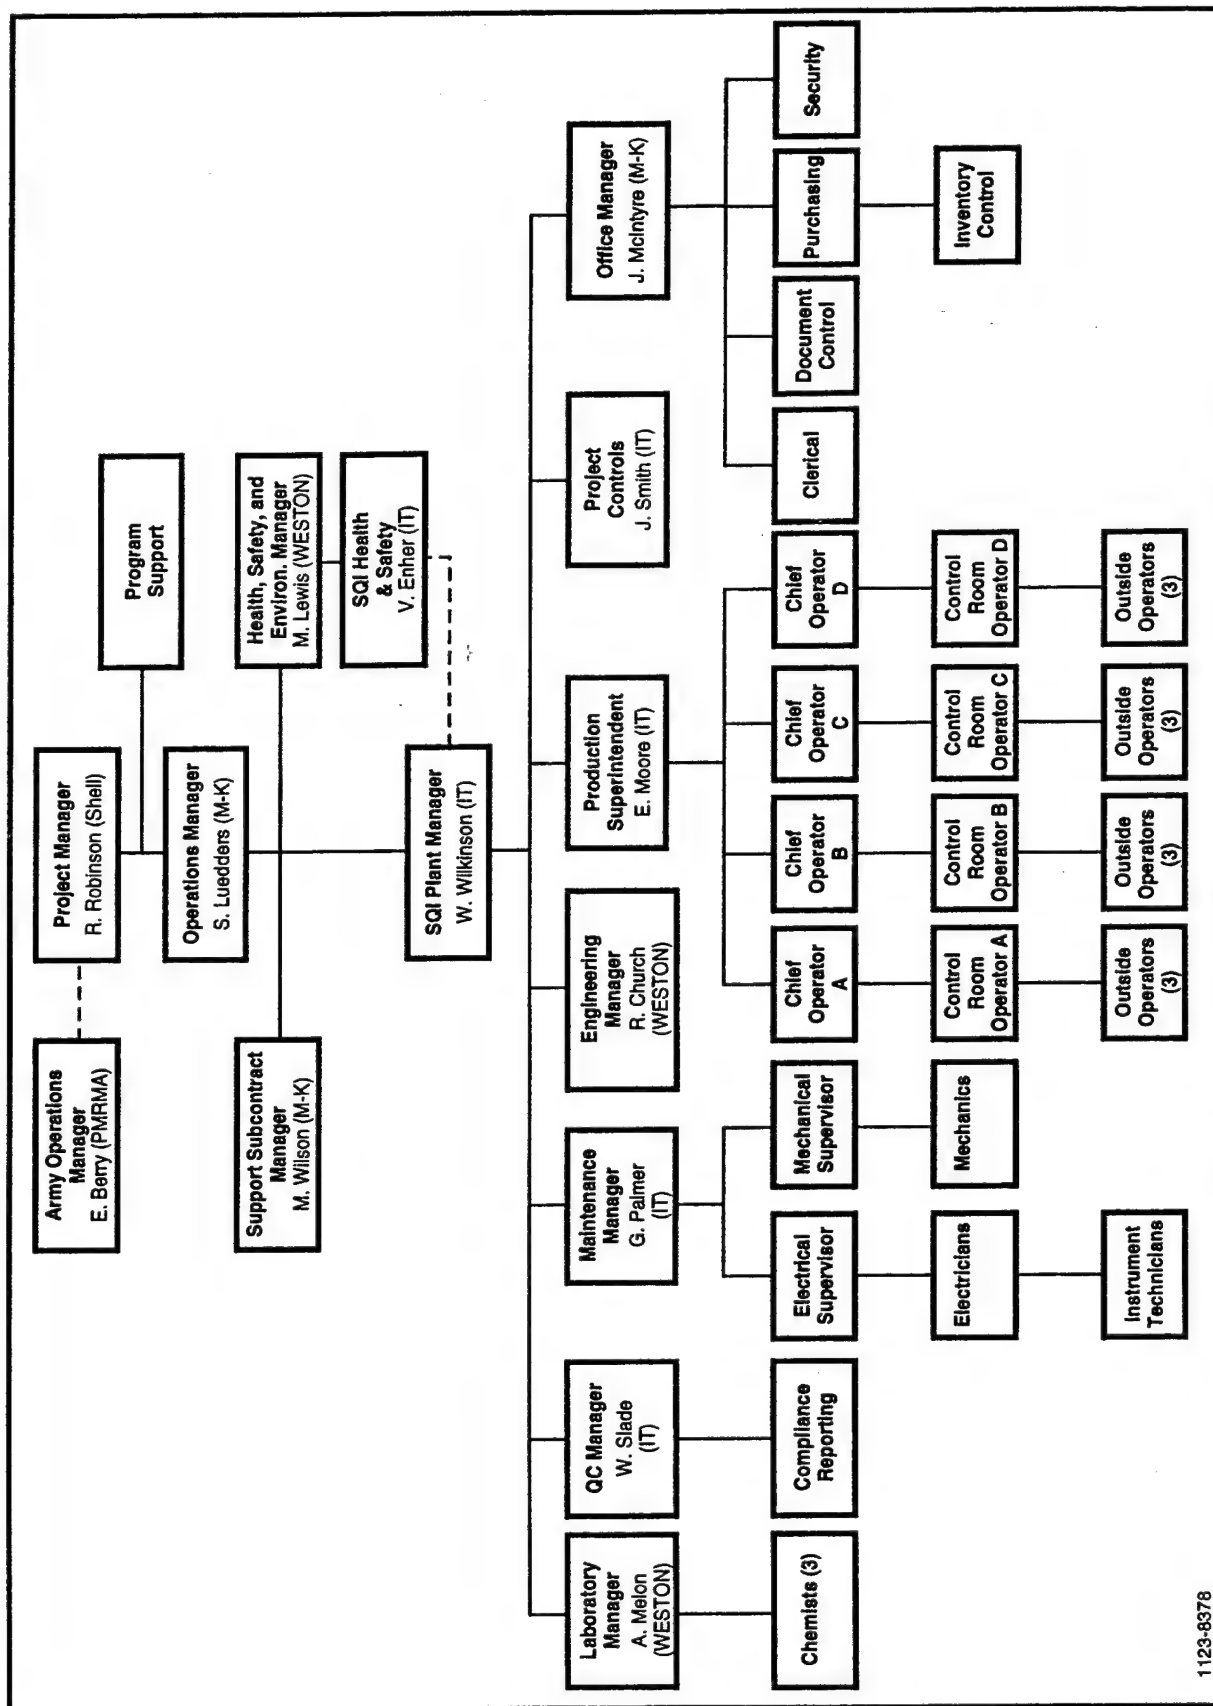 Army Operations
Manager
E. Berry (PMRMA)
Project Manager
R. Robinson (Shell)
Program
Support
Operations Manager
S. Luedders (M-K)
Support Subcontract
Manager
M. Wilson (M-K)
Health, Safety, and
Environ. Manager
M. Lewis (WESTON)
SQI Health
& Safety
V. Enher (IT)
SQI Plant Manager
W. Wilkinson (IT)
Laboratory
Manager
A. Melon
(WESTON)
QC Manager
W. Slade
(IT)
Maintenance
Manager
G. Palmer
(IT)
Engineering
Manager
R. Church
(WESTON)
Production
Superintendent
E. Moore (IT)
Project
Controls
J. Smith (IT)
Office Manager
J. McIntyre (M-K)
Chemists (3)
Compliance
Reporting
Electrical
Supervisor
Mechanical
Supervisor
Chief
Operator
A
Chief
Operator
B
Chief
Operator
C
Chief
Operator
D
Clerical
Document
Control
Purchasing
Security
Electricians
Mechanics
Control
Room
Operator A
Control
Room
Operator B
Control
Room
Operator C
Control
Room
Operator D
Inventory
Control
Instrument
Technicians
Outside
Operators
(3)
Outside
Operators
(3)
Outside
Operators
(3)
Outside
Operators
(3)
1123-8378